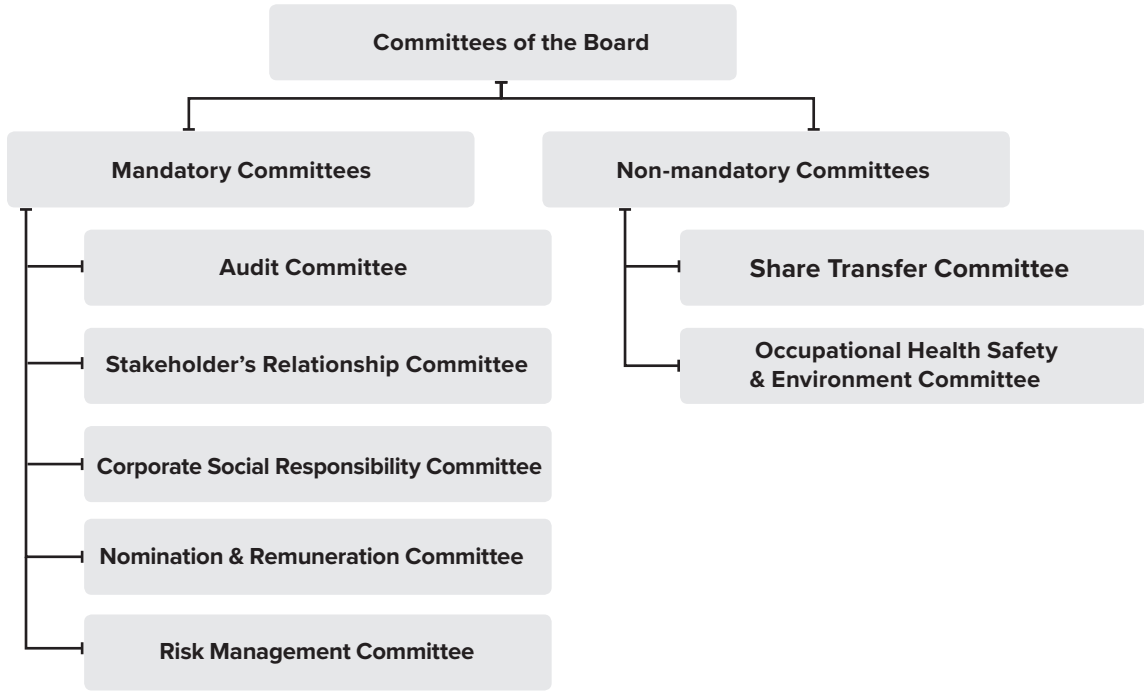 Committees of the Board
Mandatory Committees
Non-mandatory Committees
Audit Committee
Stakeholder’s Relationship Committee
Corporate Social Responsibility Committee
Nomination & Remuneration Committee
Risk Management Committee
Share Transfer Committee
Occupational Health Safety
& Environment Committee